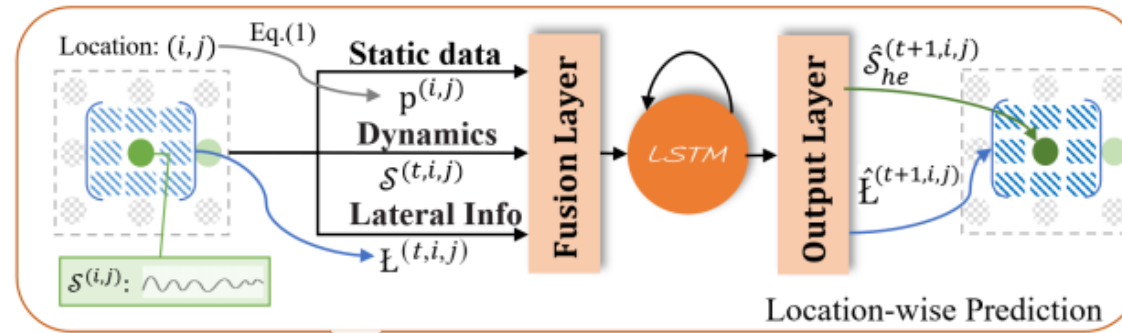 Location: (i,j)
Eq.(1)
Static data
p^(i,j)
Dynamics
𝒮^(t,i,j)
Lateral Info
Ł^(t,i,j)
𝒮^(i,j):
Fusion Layer
LSTM
Output Layer
𝒮̂_he^(t+1,i,j)
Ł̂^(t+1,i,j)
Location-wise Prediction